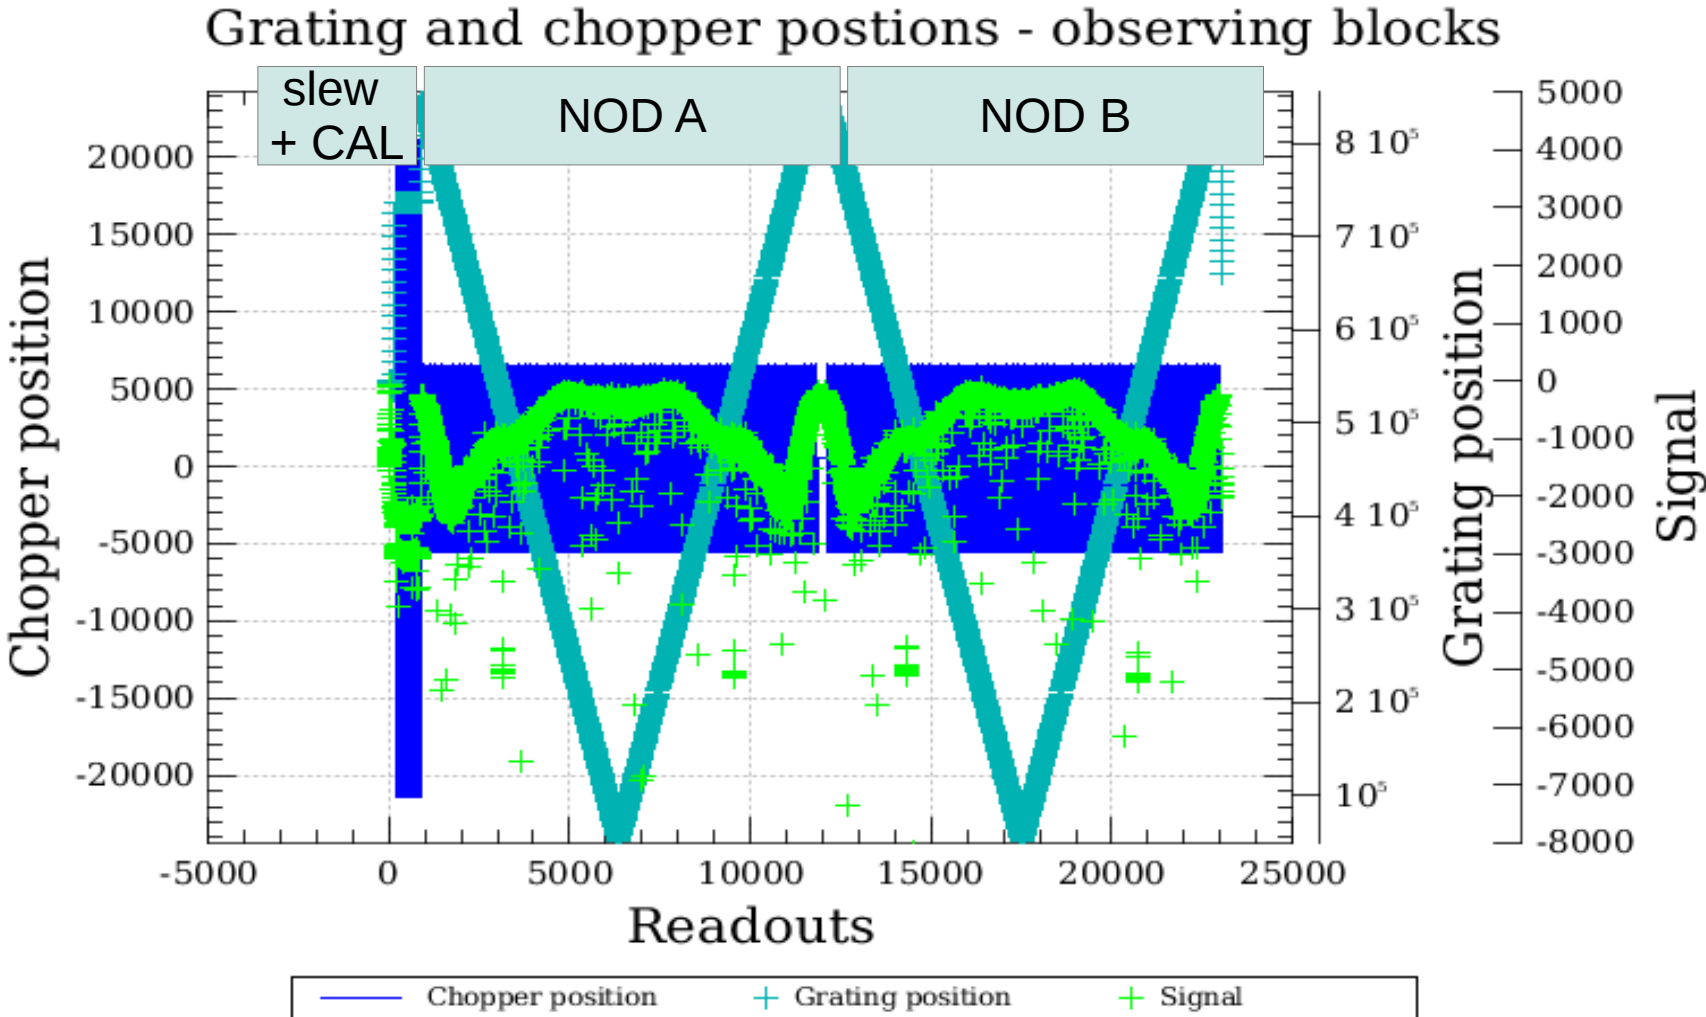 Grating and chopper postions - observing blocks
slew
+ CAL
NOD A
NOD B
Chopper position
20000
15000
10000
5000
0
-5000
-10000
-15000
-20000
8 10⁵
7 10⁵
6 10⁵
5 10⁵
4 10⁵
3 10⁵
2 10⁵
10⁵
Grating position
5000
4000
3000
2000
1000
0
-1000
-2000
-3000
-4000
-5000
-6000
-7000
-8000
Signal
-5000 0 5000 10000 15000 20000 25000
Readouts
Chopper position Grating position Signal